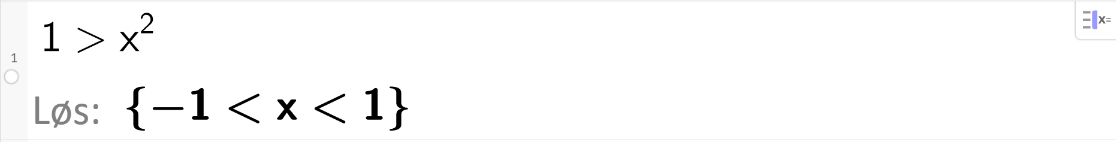 1 > x²
1
Løs: {−1 < x < 1}
x=